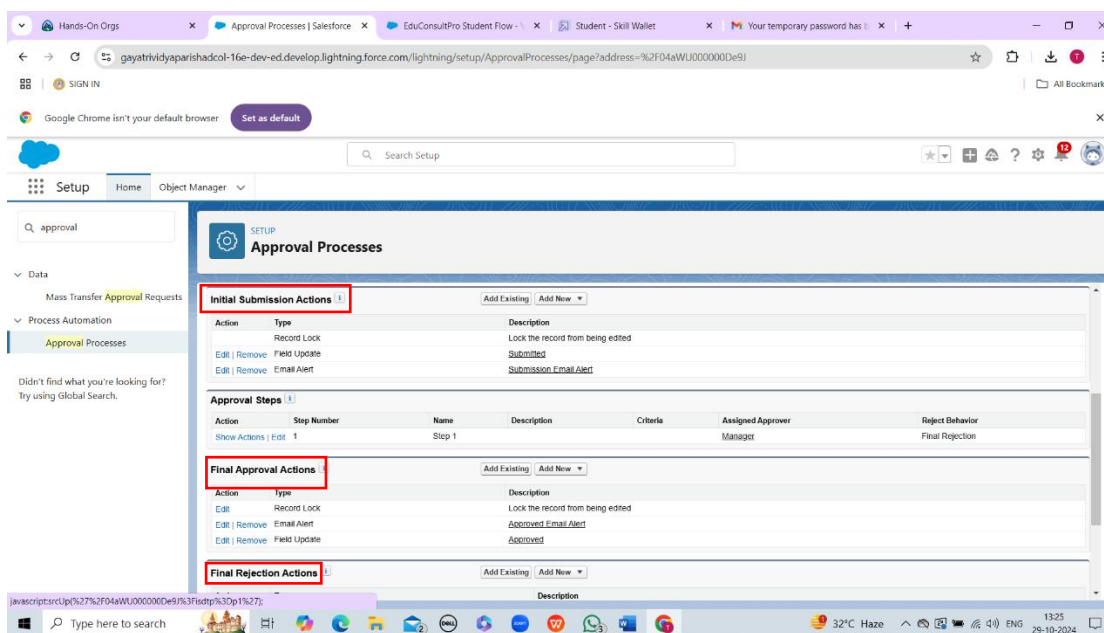 Hands-On Orgs
Approval Processes | Salesforce
EduConsultPro Student Flow - V
Student - Skill Wallet
Your temporary password has b
gayatrividyaparishadcol-16e-dev-ed.develop.lightning.force.com/lightning/setup/ApprovalProcesses/page?address=%2F04aWU000000De9J
T
SIGN IN
All Bookmark
Google Chrome isn't your default browser
Set as default
Search Setup
12
Setup
Home
Object Manager
approval
SETUP
Approval Processes
Data
Mass Transfer Approval Requests
Process Automation
Approval Processes
Didn't find what you're looking for?
Try using Global Search.
Initial Submission Actions
Add Existing Add New
Action Type Description
Record Lock Lock the record from being edited
Edit | Remove Field Update Submitted
Edit | Remove Email Alert Submission Email Alert
Approval Steps
Action Step Number Name Description Criteria Assigned Approver Reject Behavior
Show Actions | Edit 1 Step 1 Manager Final Rejection
Final Approval Actions
Add Existing Add New
Action Type Description
Edit Record Lock Lock the record from being edited
Edit | Remove Email Alert Approved Email Alert
Edit | Remove Field Update Approved
Final Rejection Actions
Add Existing Add New
Description
javascript:srcUp(%27%2F04aWU000000De9J%3Fisdtp%3Dp1%27);
Type here to search
32°C Haze
ENG
13:25
29-10-2024